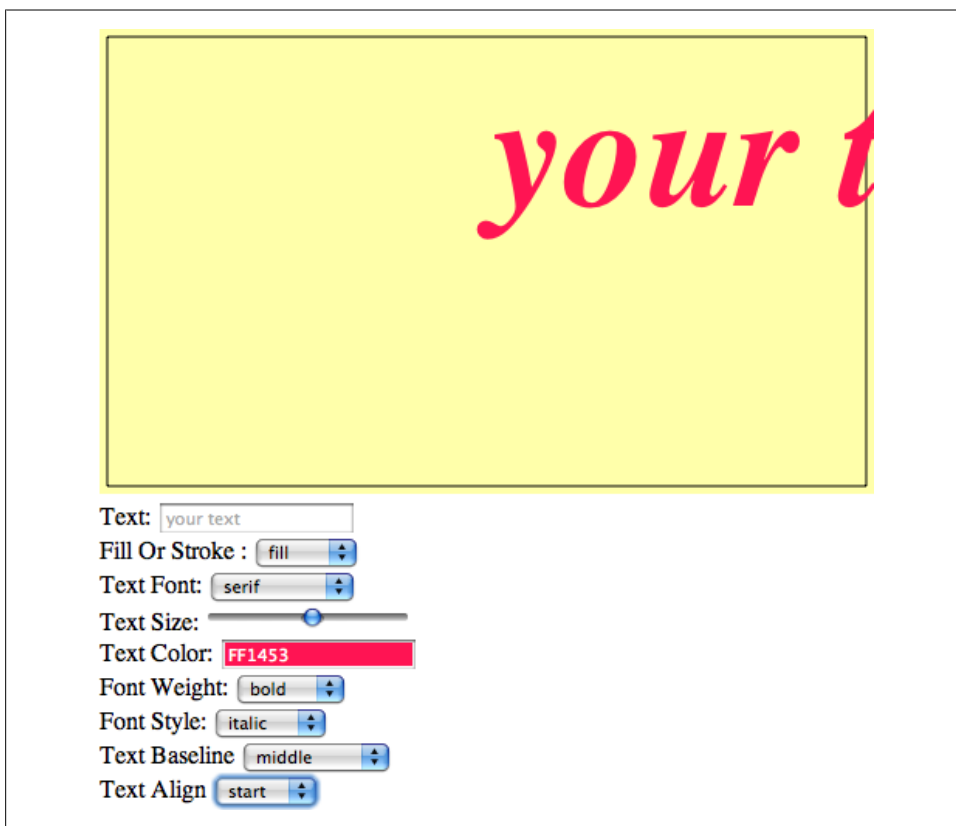 your t
Text: your text
Fill Or Stroke : fill
Text Font: serif
Text Size:
Text Color: FF1453
Font Weight: bold
Font Style: italic
Text Baseline middle
Text Align start